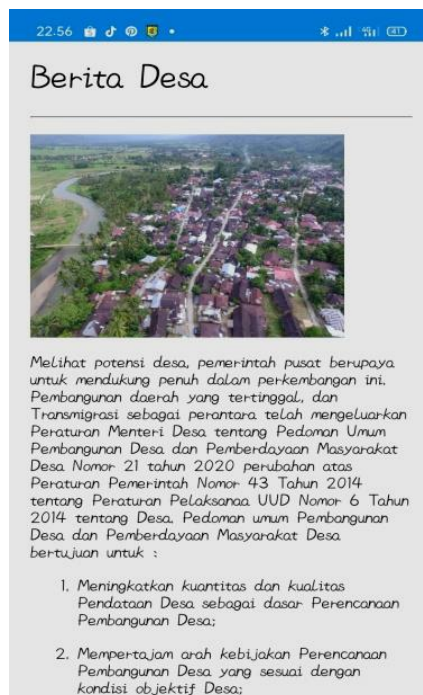 22.56
Berita Desa
Melihat potensi desa, pemerintah pusat berupaya
untuk mendukung penuh dalam perkembangan ini.
Pembangunan daerah yang tertinggal, dan
Transmigrasi sebagai perantara telah mengeluarkan
Peraturan Menteri Desa tentang Pedoman Umum
Pembangunan Desa dan Pemberdayaan Masyarakat
Desa Nomor 21 tahun 2020 perubahan atas
Peraturan Pemerintah Nomor 43 Tahun 2014
tentang Peraturan Pelaksanaa UUD Nomor 6 Tahun
2014 tentang Desa. Pedoman umum Pembangunan
Desa dan Pemberdayaan Masyarakat Desa
bertujuan untuk :
1. Meningkatkan kuantitas dan kualitas
Pendataan Desa sebagai dasar Perencanaan
Pembangunan Desa;
2. Mempertajam arah kebijakan Perencanaan
Pembangunan Desa yang sesuai dengan
kondisi objektif Desa;